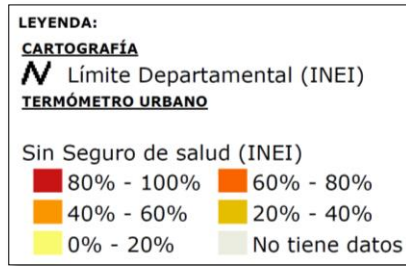 LEYENDA:
CARTOGRAFÍA
Límite Departamental (INEI)
TERMÓMETRO URBANO
Sin Seguro de salud (INEI)
80% - 100% 60% - 80%
40% - 60% 20% - 40%
0% - 20% No tiene datos